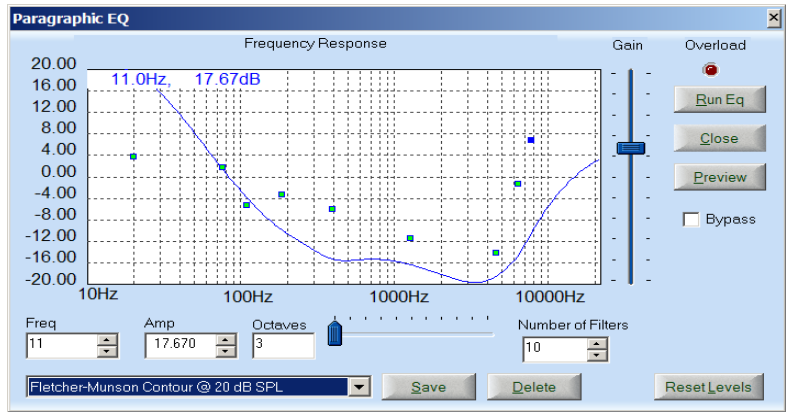 Paragraphic EQ
Frequency Response
Gain
Overload
20.00
16.00
12.00
8.00
4.00
0.00
-4.00
-8.00
-12.00
-16.00
-20.00
11.0Hz, 17.67dB
10Hz 100Hz 1000Hz 10000Hz
Run Eq
Close
Preview
Bypass
Freq Amp Octaves Number of Filters
11 17.670 3 10
Fletcher-Munson Contour @ 20 dB SPL Save Delete Reset Levels